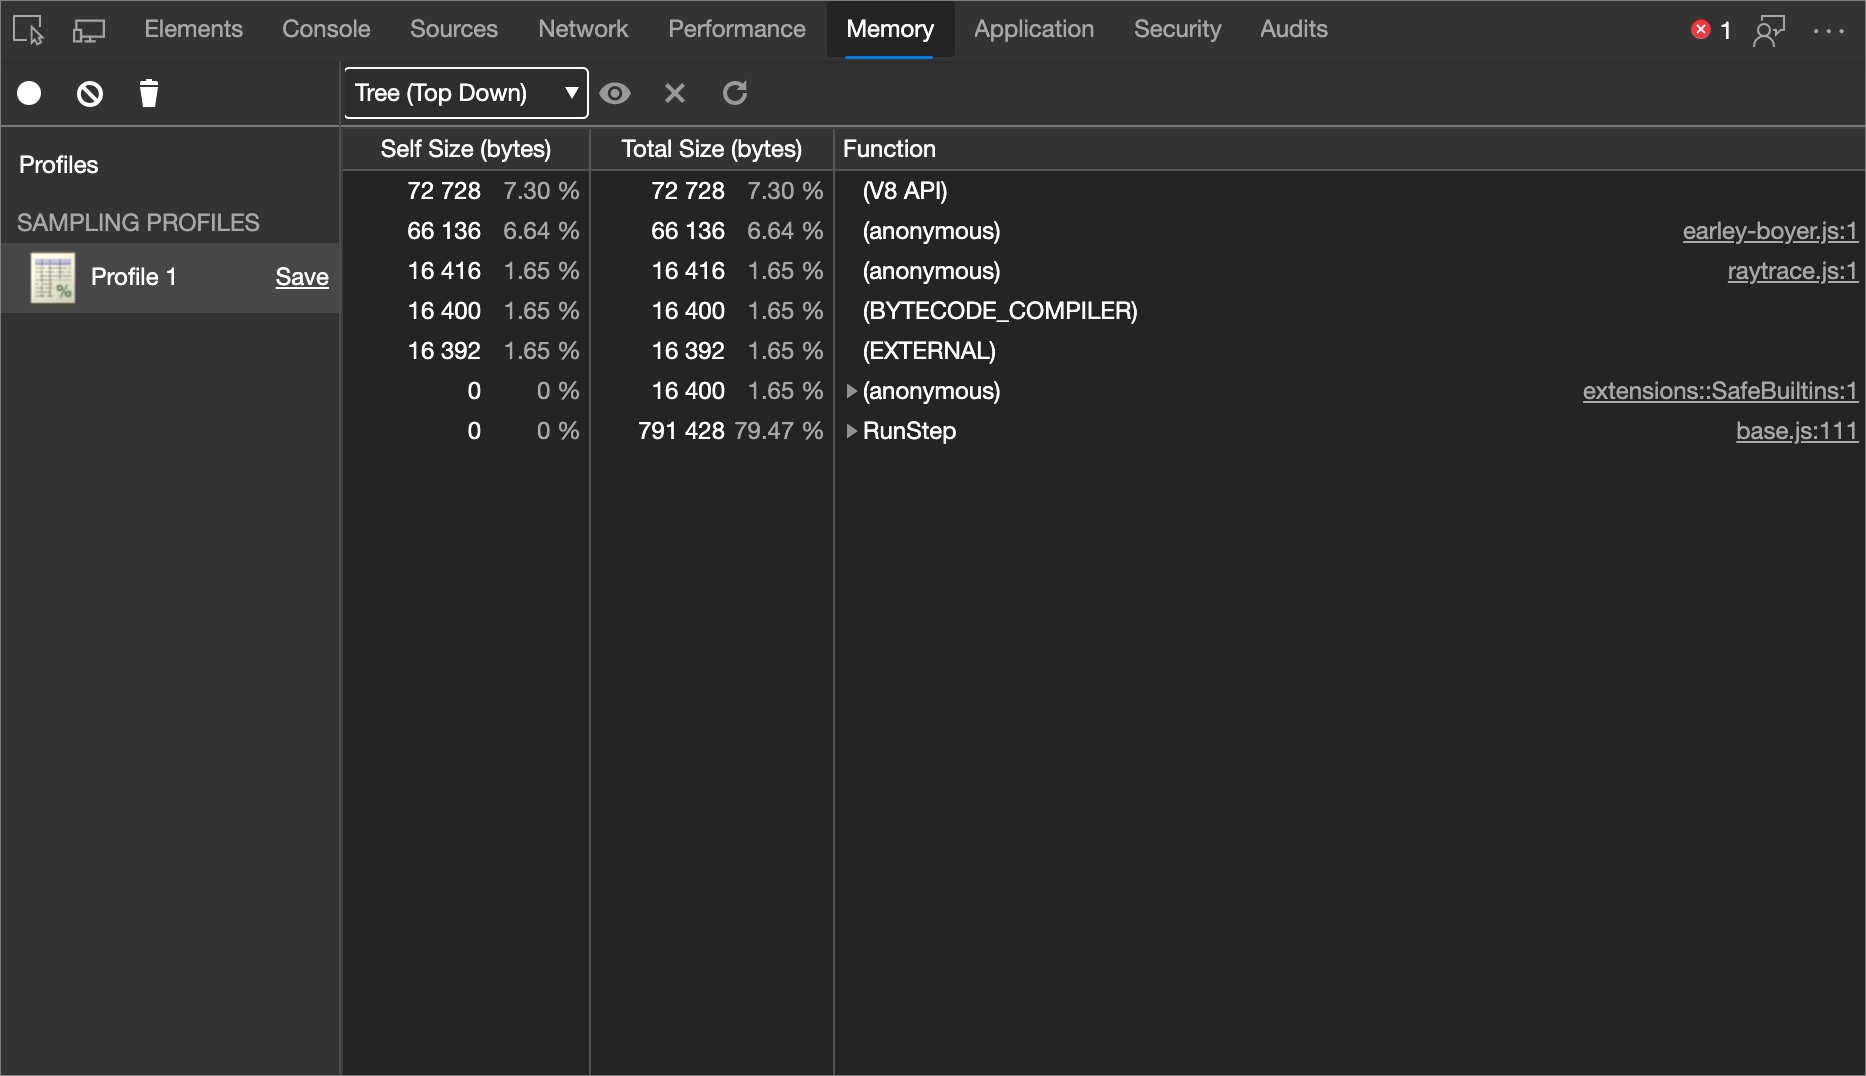 Elements Console Sources Network Performance Memory Application Security Audits 1
Tree (Top Down)
Profiles
SAMPLING PROFILES
Profile 1 Save
Self Size (bytes) Total Size (bytes) Function
72 728 7.30 % 72 728 7.30 % (V8 API)
66 136 6.64 % 66 136 6.64 % (anonymous) earley-boyer.js:1
16 416 1.65 % 16 416 1.65 % (anonymous) raytrace.js:1
16 400 1.65 % 16 400 1.65 % (BYTECODE_COMPILER)
16 392 1.65 % 16 392 1.65 % (EXTERNAL)
0 0 % 16 400 1.65 % (anonymous) extensions::SafeBuiltins:1
0 0 % 791 428 79.47 % RunStep base.js:111